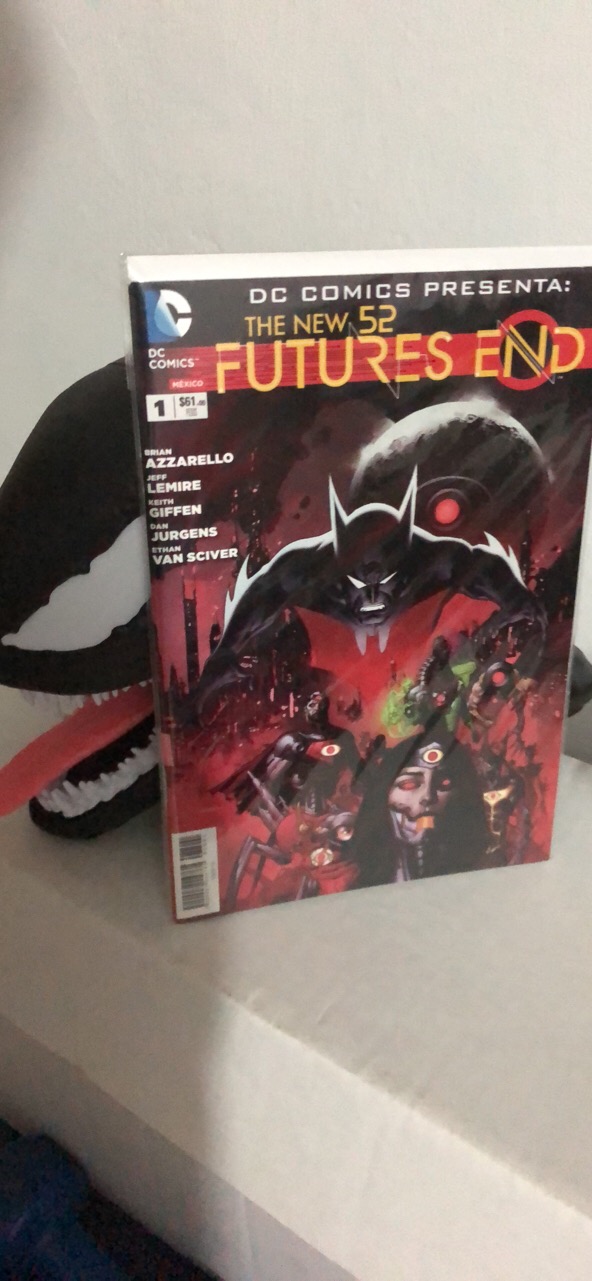 DC COMICS PRESENTA:
THE NEW 52
FUTURES END
DC
COMICS™
MÉXICO
1 $61.00
BRIAN
AZZARELLO
JEFF
LEMIRE
KEITH
GIFFEN
DAN
JURGENS
ETHAN
VAN SCIVER